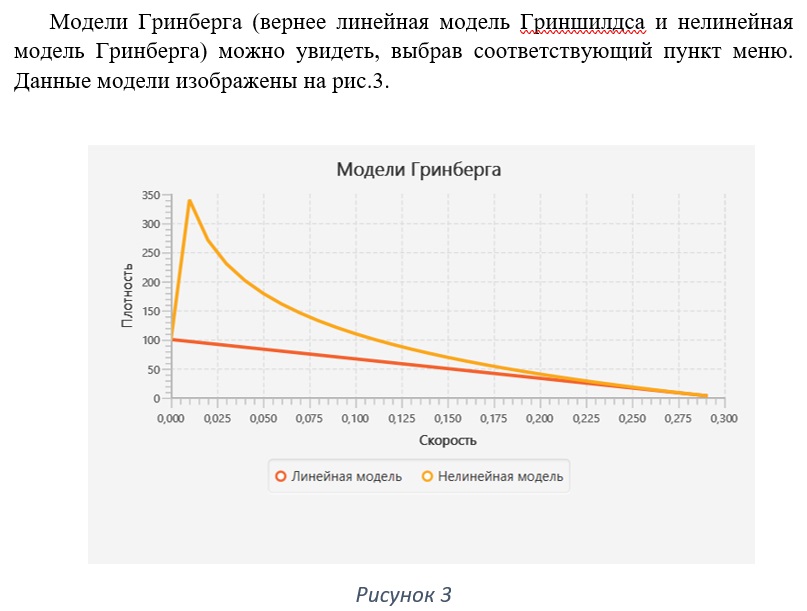 Модели Гринберга (вернее линейная модель Гриншилдса и нелинейная
модель Гринберга) можно увидеть, выбрав соответствующий пункт меню.
Данные модели изображены на рис.3.
Модели Гринберга
350
300
250
200
150
100
50
0
Плотность
0,000 0,025 0,050 0,075 0,100 0,125 0,150 0,175 0,200 0,225 0,250 0,275 0,300
Скорость
Линейная модель Нелинейная модель
Рисунок 3